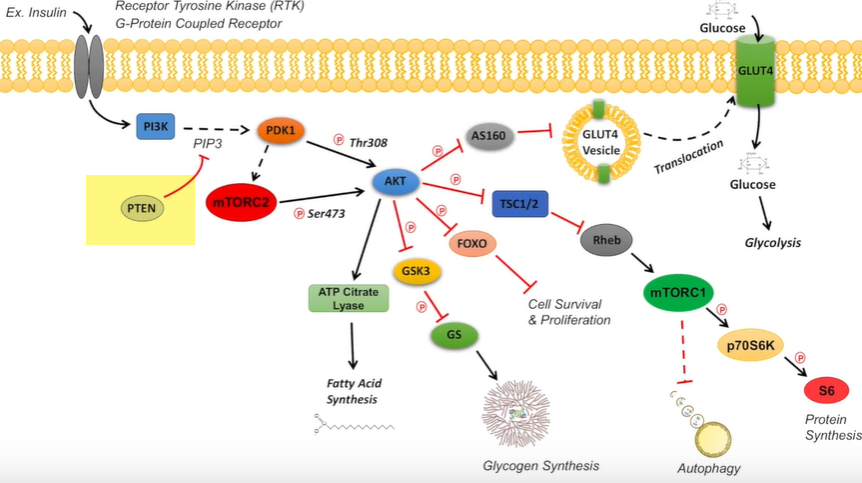 Ex. Insulin
Receptor Tyrosine Kinase (RTK)
G-Protein Coupled Receptor
Glucose
GLUT4
PI3K
PIP3
PDK1
P Thr308
PTEN
mTORC2
P Ser473
AKT
P
AS160
GLUT4
Vesicle
Translocation
Glucose
Glycolysis
P
TSC1/2
Rheb
P
FOXO
Cell Survival
& Proliferation
P
GSK3
P
GS
Glycogen Synthesis
ATP Citrate
Lyase
Fatty Acid
Synthesis
mTORC1
P
p70S6K
P
S6
Protein
Synthesis
Autophagy